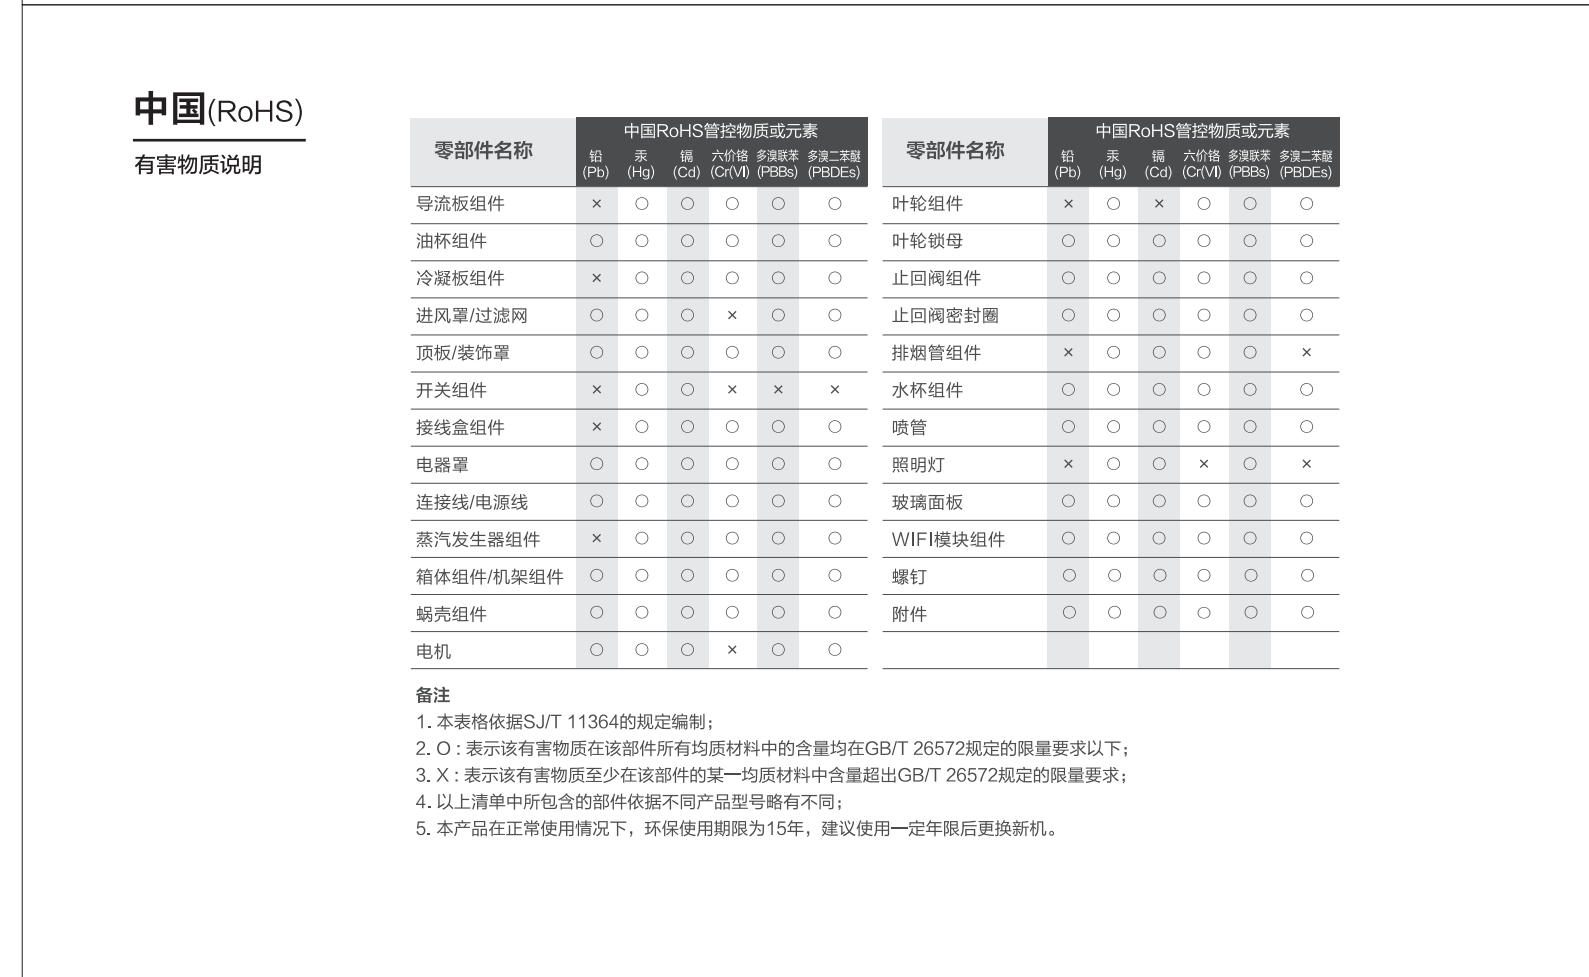 中国(RoHS)
有害物质说明
零部件名称 中国RoHS管控物质或元素
铅(Pb) 汞(Hg) 镉(Cd) 六价铬(Cr(VI)) 多溴联苯(PBBs) 多溴二苯醚(PBDEs)
导流板组件 × ○ ○ ○ ○ ○
油杯组件 ○ ○ ○ ○ ○ ○
冷凝板组件 × ○ ○ ○ ○ ○
进风罩/过滤网 ○ ○ ○ × ○ ○
顶板/装饰罩 ○ ○ ○ ○ ○ ○
开关组件 × ○ ○ × × ×
接线盒组件 × ○ ○ ○ ○ ○
电器罩 ○ ○ ○ ○ ○ ○
连接线/电源线 ○ ○ ○ ○ ○ ○
蒸汽发生器组件 × ○ ○ ○ ○ ○
箱体组件/机架组件 ○ ○ ○ ○ ○ ○
蜗壳组件 ○ ○ ○ ○ ○ ○
电机 ○ ○ ○ × ○ ○
零部件名称 中国RoHS管控物质或元素
铅(Pb) 汞(Hg) 镉(Cd) 六价铬(Cr(VI)) 多溴联苯(PBBs) 多溴二苯醚(PBDEs)
叶轮组件 × ○ × ○ ○ ○
叶轮锁母 ○ ○ ○ ○ ○ ○
止回阀组件 ○ ○ ○ ○ ○ ○
止回阀密封圈 ○ ○ ○ ○ ○ ○
排烟管组件 × ○ ○ ○ ○ ×
水杯组件 ○ ○ ○ ○ ○ ○
喷管 ○ ○ ○ ○ ○ ○
照明灯 × ○ ○ × ○ ×
玻璃面板 ○ ○ ○ ○ ○ ○
WIFI模块组件 ○ ○ ○ ○ ○ ○
螺钉 ○ ○ ○ ○ ○ ○
附件 ○ ○ ○ ○ ○ ○
备注
1. 本表格依据SJ/T 11364的规定编制；
2. O：表示该有害物质在该部件所有均质材料中的含量均在GB/T 26572规定的限量要求以下；
3. X：表示该有害物质至少在该部件的某一均质材料中含量超出GB/T 26572规定的限量要求；
4. 以上清单中所包含的部件依据不同产品型号略有不同；
5. 本产品在正常使用情况下，环保使用期限为15年，建议使用一定年限后更换新机。